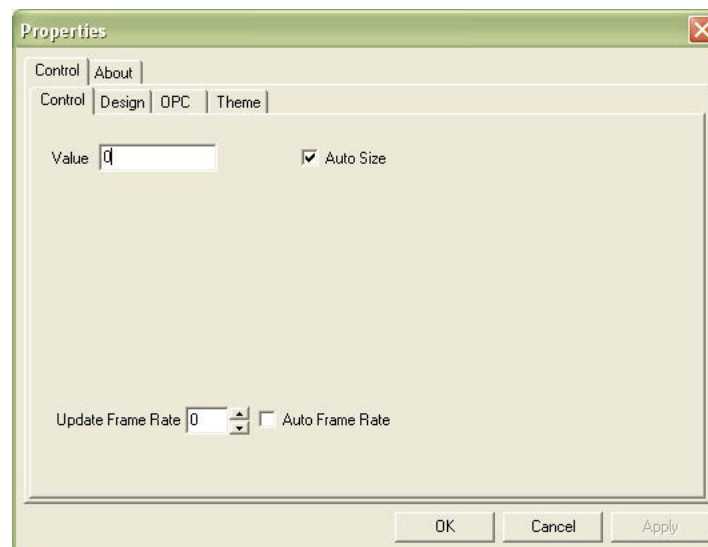 Properties
Control About
Control Design OPC Theme
Value 0 Auto Size
Update Frame Rate 0 Auto Frame Rate
OK Cancel Apply